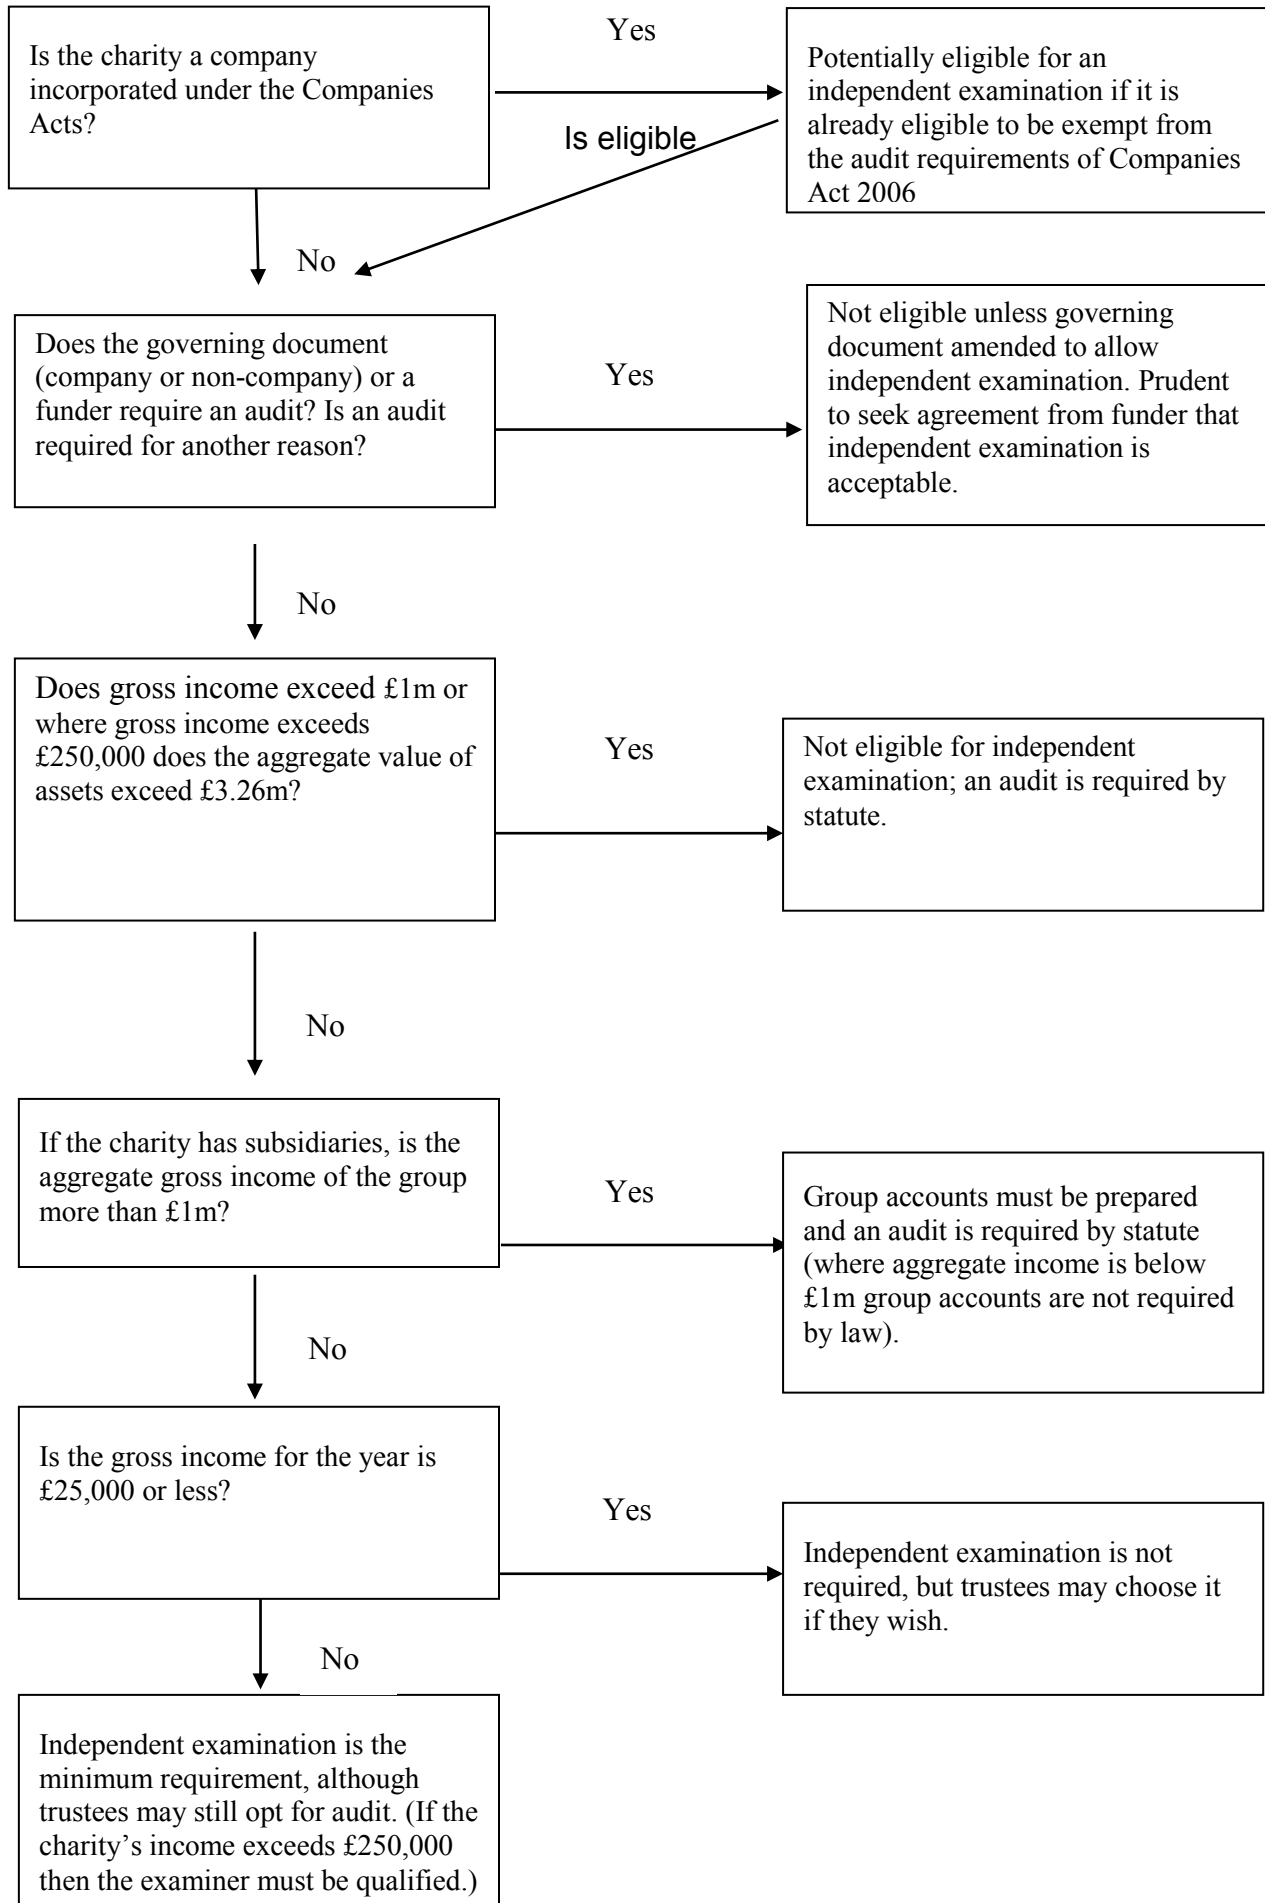 Is the charity a company
incorporated under the Companies
Acts?
Yes
Potentially eligible for an
independent examination if it is
already eligible to be exempt from
the audit requirements of Companies
Act 2006
Is eligible
No
Does the governing document
(company or non-company) or a
funder require an audit? Is an audit
required for another reason?
Yes
Not eligible unless governing
document amended to allow
independent examination. Prudent
to seek agreement from funder that
independent examination is
acceptable.
No
Does gross income exceed £1m or
where gross income exceeds
£250,000 does the aggregate value of
assets exceed £3.26m?
Yes
Not eligible for independent
examination; an audit is required by
statute.
No
If the charity has subsidiaries, is the
aggregate gross income of the group
more than £1m?
Yes
Group accounts must be prepared
and an audit is required by statute
(where aggregate income is below
£1m group accounts are not required
by law).
No
Is the gross income for the year is
£25,000 or less?
Yes
Independent examination is not
required, but trustees may choose it
if they wish.
No
Independent examination is the
minimum requirement, although
trustees may still opt for audit. (If the
charity’s income exceeds £250,000
then the examiner must be qualified.)